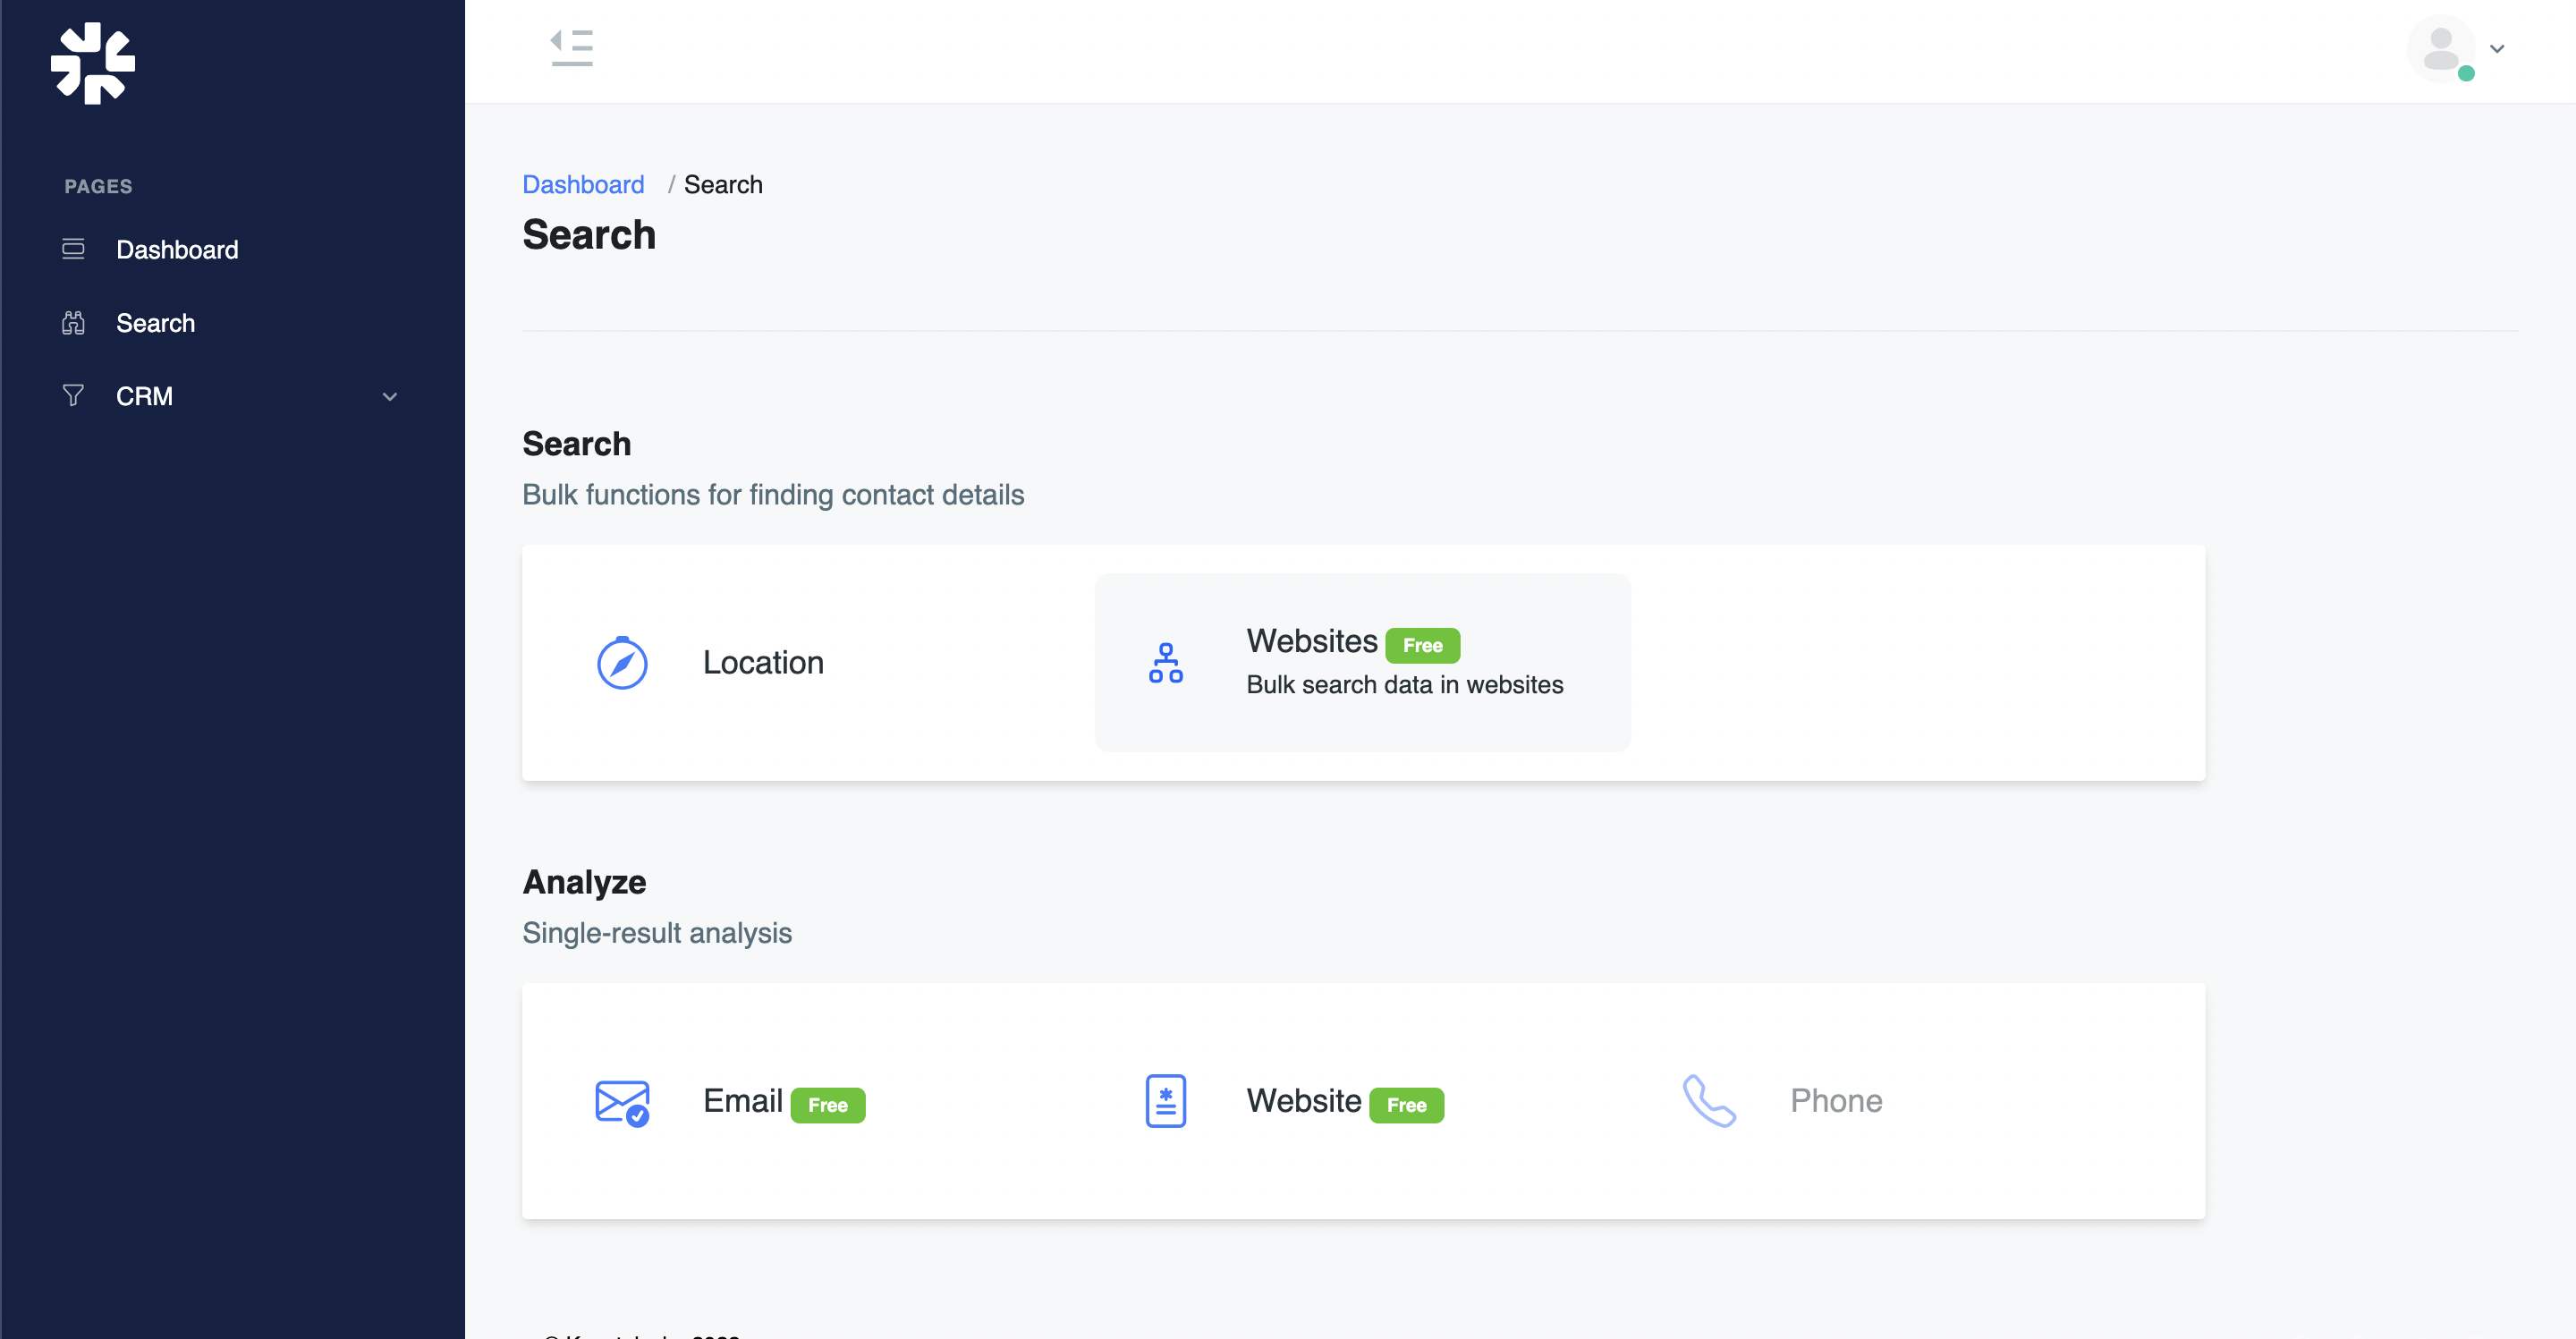 PAGES
Dashboard
Search
CRM
Dashboard / Search
Search
Search
Bulk functions for finding contact details
Location
Websites Free
Bulk search data in websites
Analyze
Single-result analysis
Email Free
Website Free
Phone